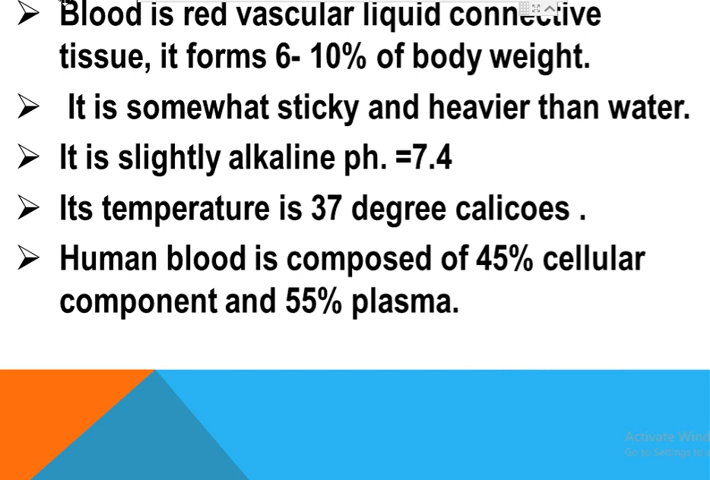 ➢ Blood is red vascular liquid connective
tissue, it forms 6- 10% of body weight.
➢ It is somewhat sticky and heavier than water.
➢ It is slightly alkaline ph. =7.4
➢ Its temperature is 37 degree calicoes .
➢ Human blood is composed of 45% cellular
component and 55% plasma.
Activate Wind
Go to Settings to a